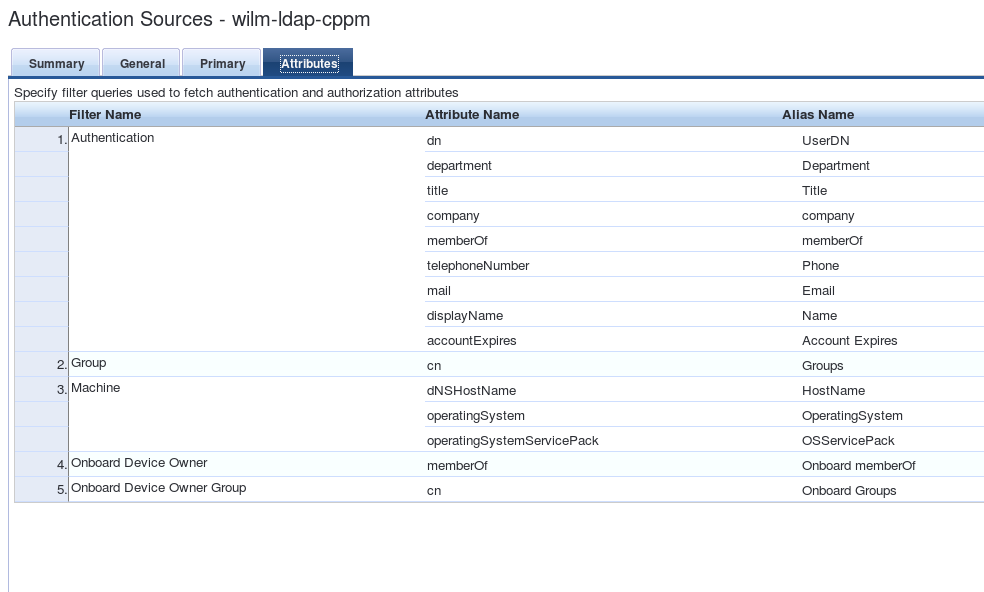 Authentication Sources - wilm-ldap-cppm
Summary General Primary Attributes
Specify filter queries used to fetch authentication and authorization attributes
Filter Name Attribute Name Alias Name
1. Authentication dn UserDN
department Department
title Title
company company
memberOf memberOf
telephoneNumber Phone
mail Email
displayName Name
accountExpires Account Expires
2. Group cn Groups
3. Machine dNSHostName HostName
operatingSystem OperatingSystem
operatingSystemServicePack OSServicePack
4. Onboard Device Owner memberOf Onboard memberOf
5. Onboard Device Owner Group cn Onboard Groups